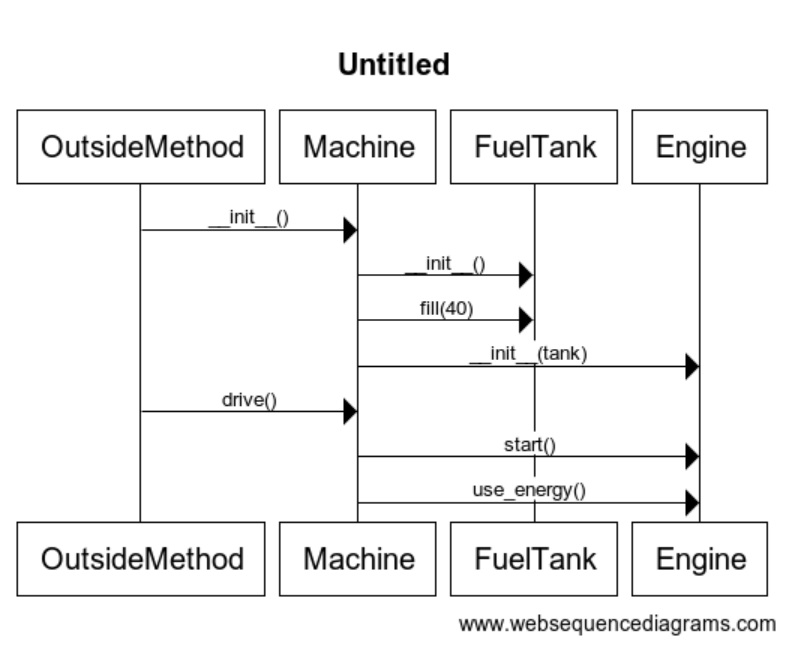 Untitled
OutsideMethod Machine FuelTank Engine
__init__()
__init__()
fill(40)
__init__(tank)
drive()
start()
use_energy()
OutsideMethod Machine FuelTank Engine
www.websequencediagrams.com